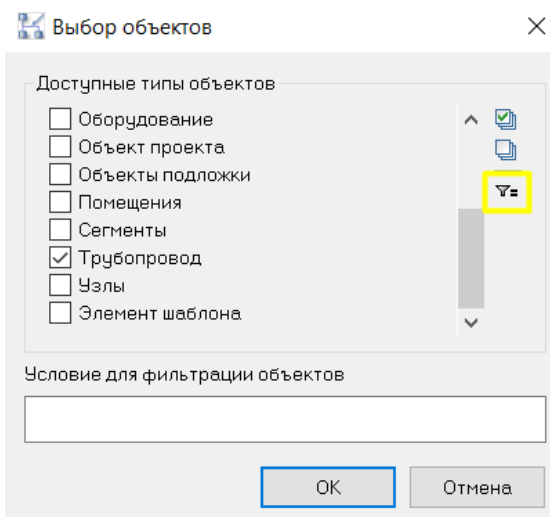 Выбор объектов
Доступные типы объектов
Оборудование
Объект проекта
Объекты подложки
Помещения
Сегменты
Трубопровод
Узлы
Элемент шаблона
Условие для фильтрации объектов
ОК
Отмена